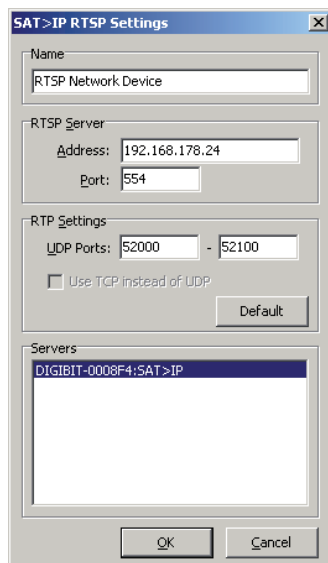 SAT>IP RTSP Settings
Name
RTSP Network Device
RTSP Server
Address: 192.168.178.24
Port: 554
RTP Settings
UDP Ports: 52000 - 52100
Use TCP instead of UDP
Default
Servers
DIGIBIT-0008F4:SAT>IP
OK Cancel